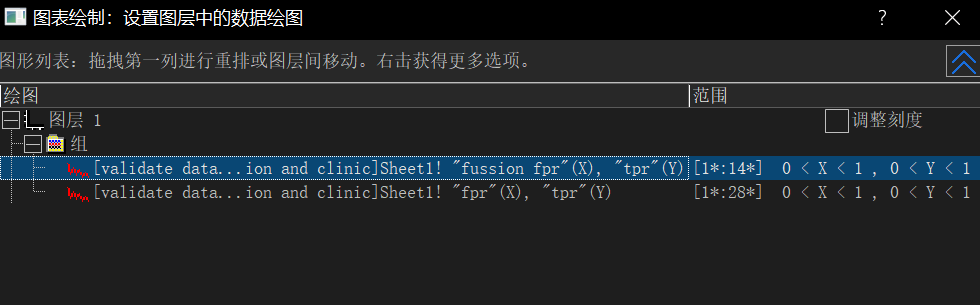 图表绘制：设置图层中的数据绘图
图形列表：拖拽第一列进行重排或图层间移动。右击获得更多选项。
绘图 范围
图层 1 调整刻度
组
[validate data...ion and clinic]Sheet1! "fussion fpr"(X), "tpr"(Y) [1*:14*] 0 < X < 1 , 0 < Y < 1
[validate data...ion and clinic]Sheet1! "fpr"(X), "tpr"(Y) [1*:28*] 0 < X < 1 , 0 < Y < 1